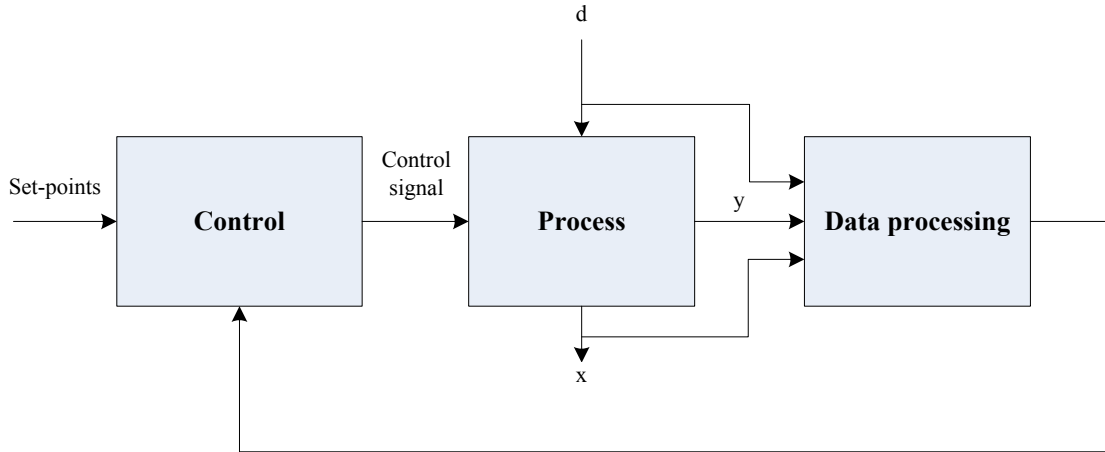 d
Set-points
Control
Control
signal
Process
y
Data processing
x